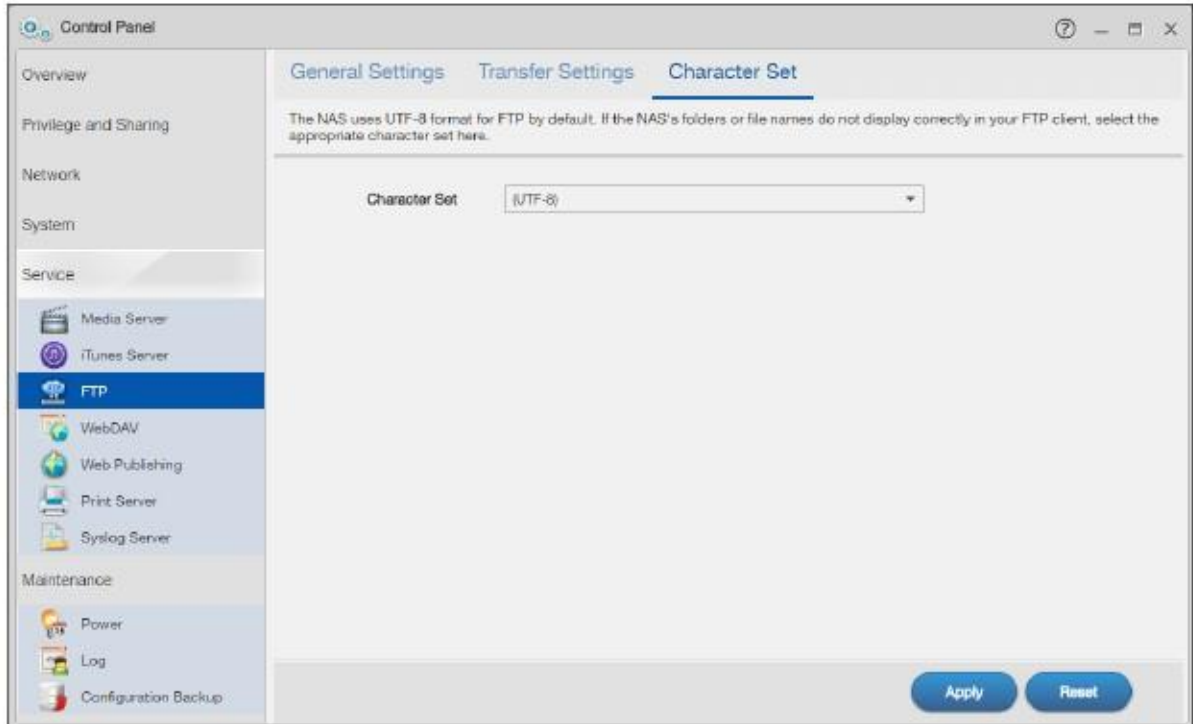 Control Panel
Overview
Privilege and Sharing
Network
System
Service
Media Server
iTunes Server
FTP
WebDAV
Web Publishing
Print Server
Syslog Server
Maintenance
Power
Log
Configuration Backup
General Settings Transfer Settings Character Set
The NAS uses UTF-8 format for FTP by default. If the NAS's folders or file names do not display correctly in your FTP client, select the
appropriate character set here.
Character Set (UTF-8)
Apply Reset